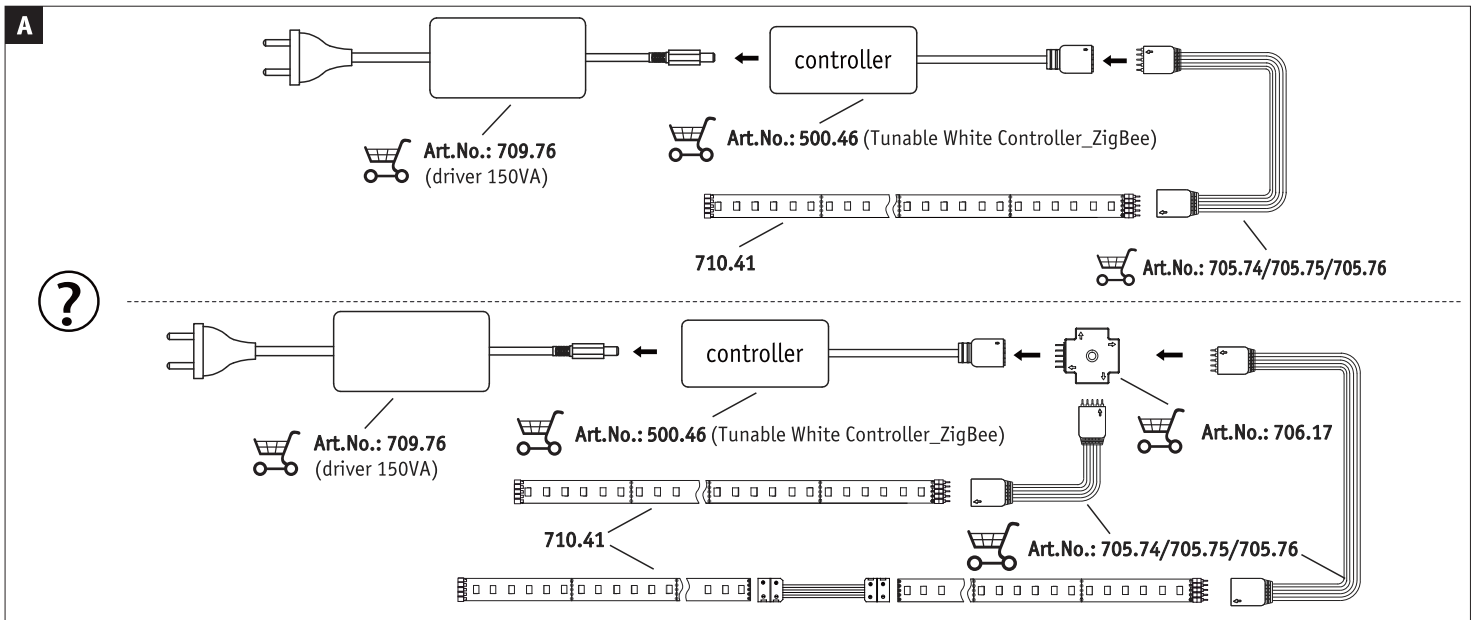 A
controller
Art.No.: 709.76
(driver 150VA)
Art.No.: 500.46 (Tunable White Controller_ZigBee)
710.41
Art.No.: 705.74/705.75/705.76
?
controller
Art.No.: 709.76
(driver 150VA)
Art.No.: 500.46 (Tunable White Controller_ZigBee)
Art.No.: 706.17
710.41
Art.No.: 705.74/705.75/705.76